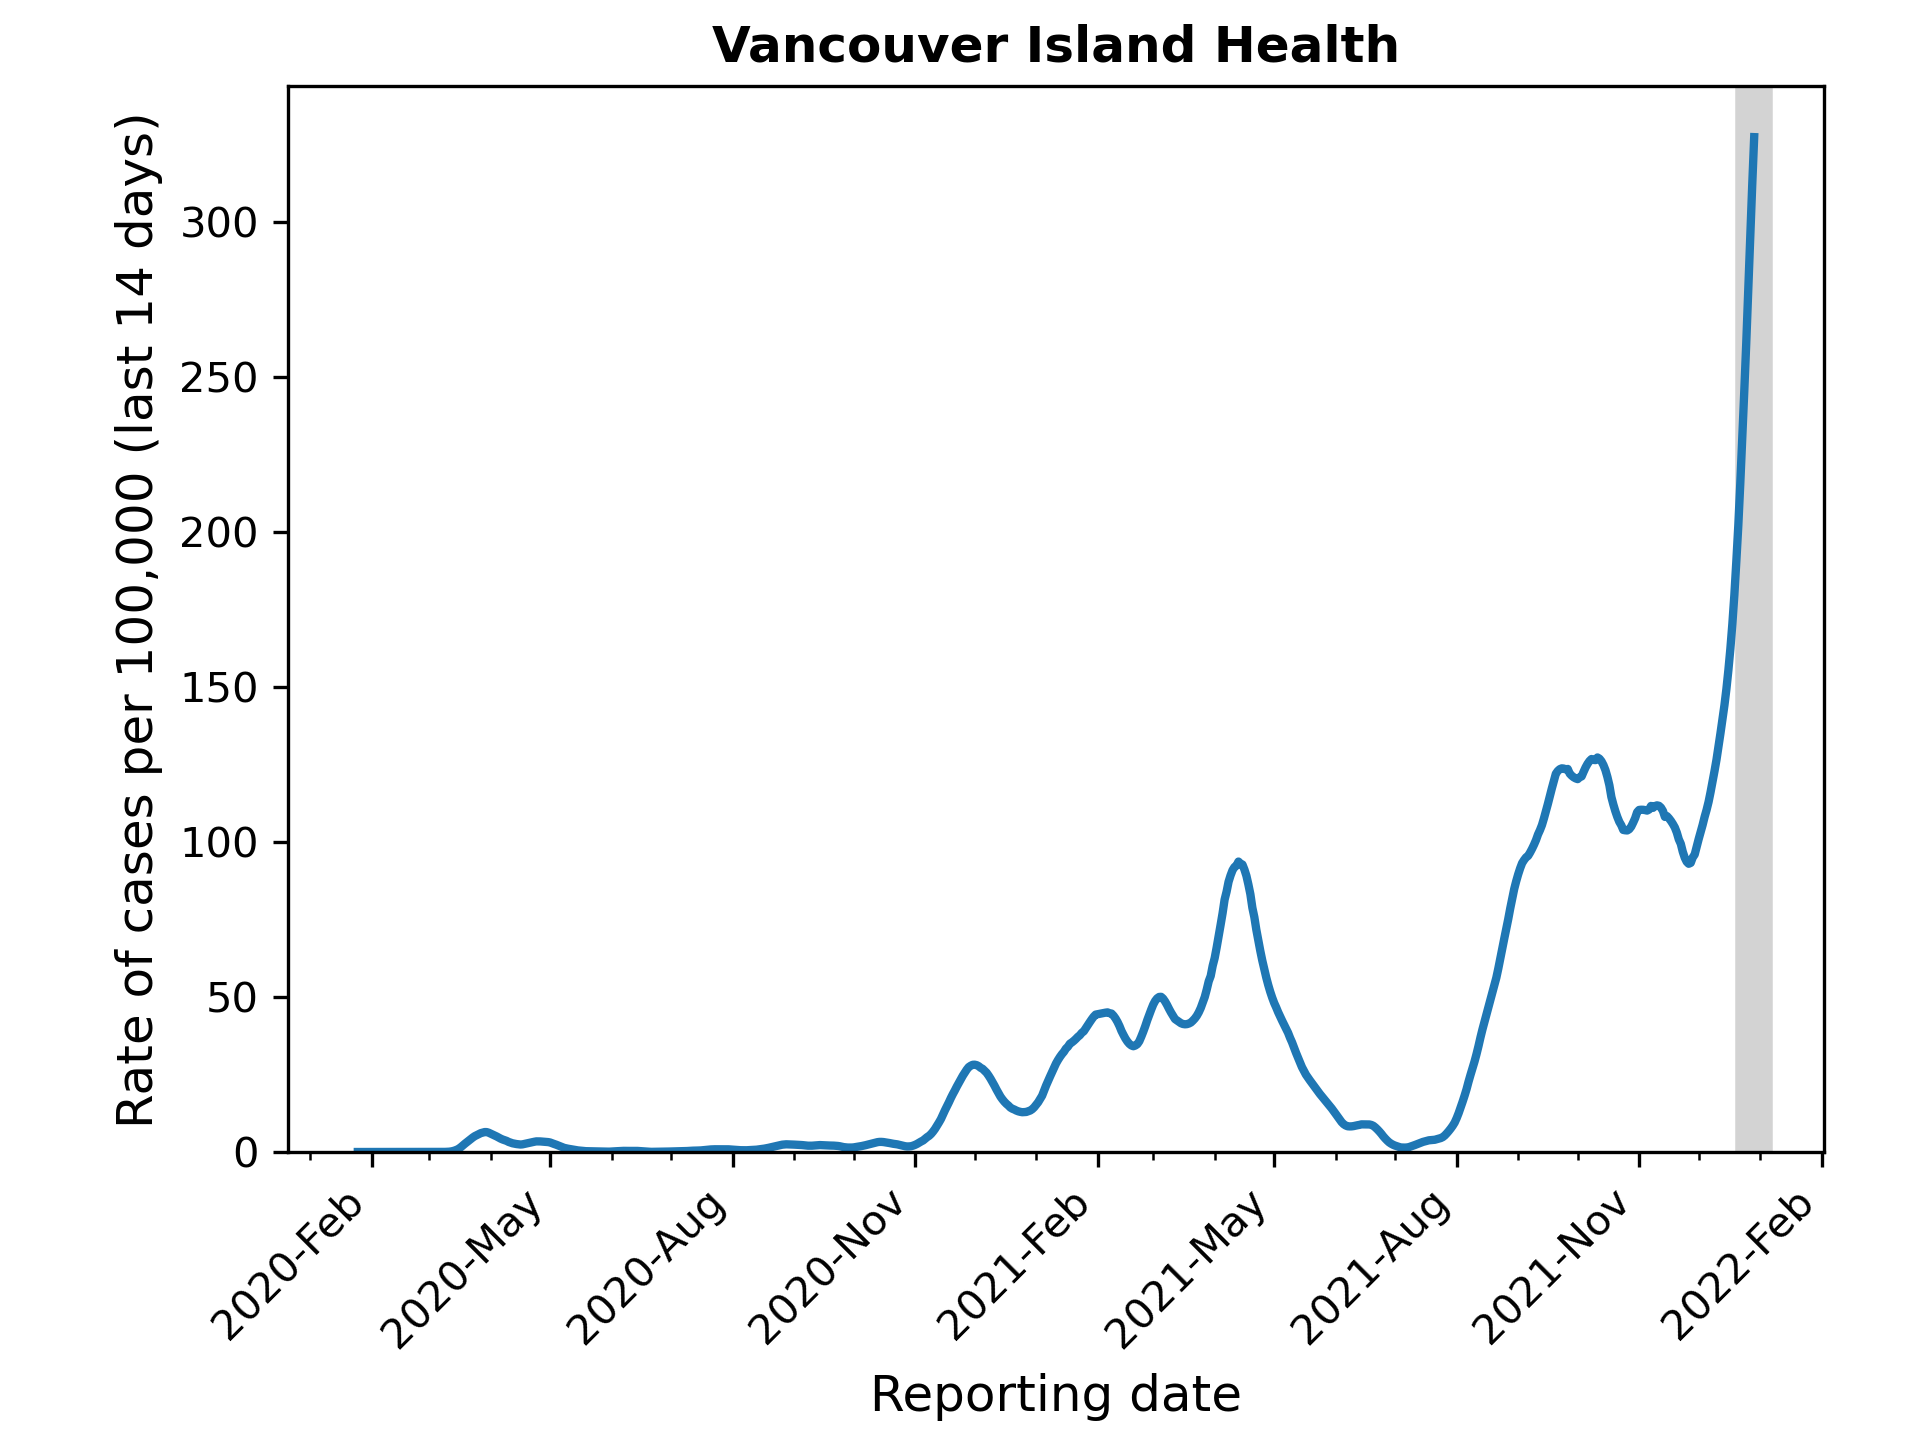 Vancouver Island Health
Rate of cases per 100,000 (last 14 days)
300
250
200
150
100
50
0
2020-Feb
2020-May
2020-Aug
2020-Nov
2021-Feb
2021-May
2021-Aug
2021-Nov
2022-Feb
Reporting date